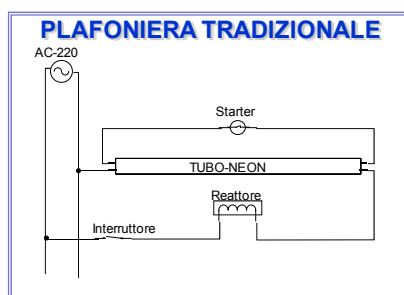 PLAFONIERA TRADIZIONALE
AC-220
Starter
TUBO-NEON
Reattore
Interruttore